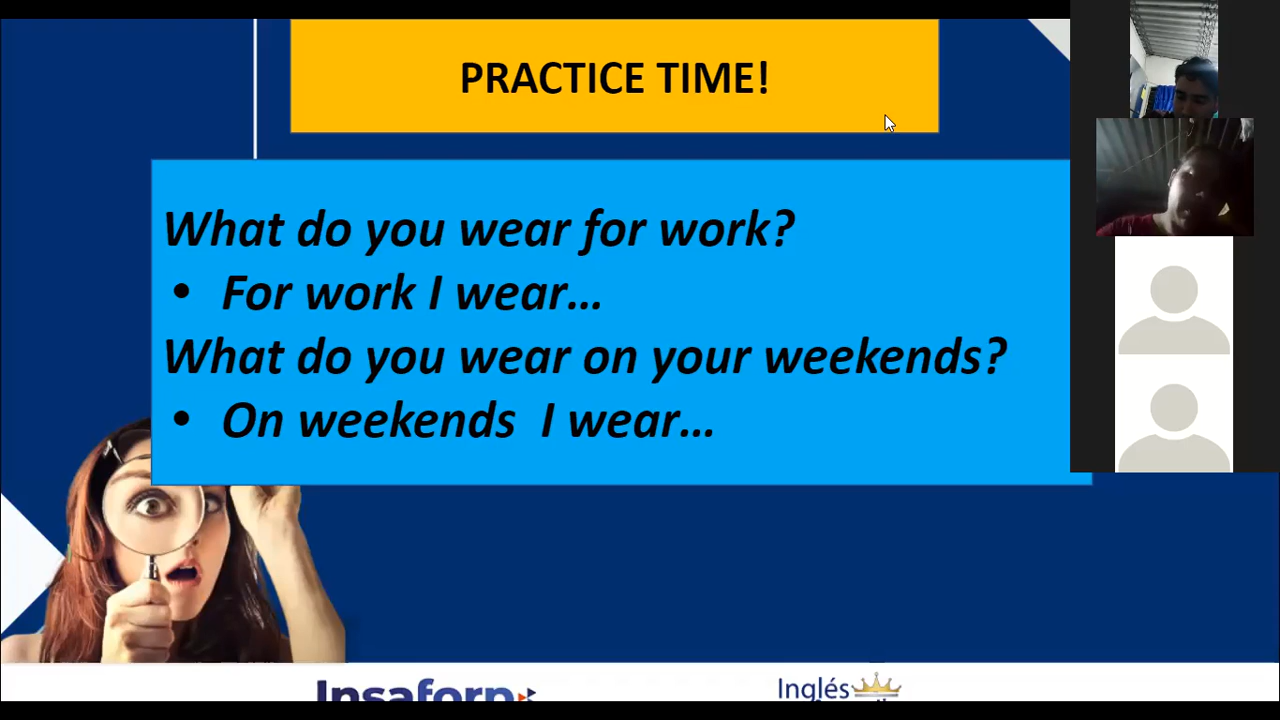 PRACTICE TIME!
What do you wear for work?
• For work I wear...
What do you wear on your weekends?
• On weekends I wear...
Insaforp
Inglés